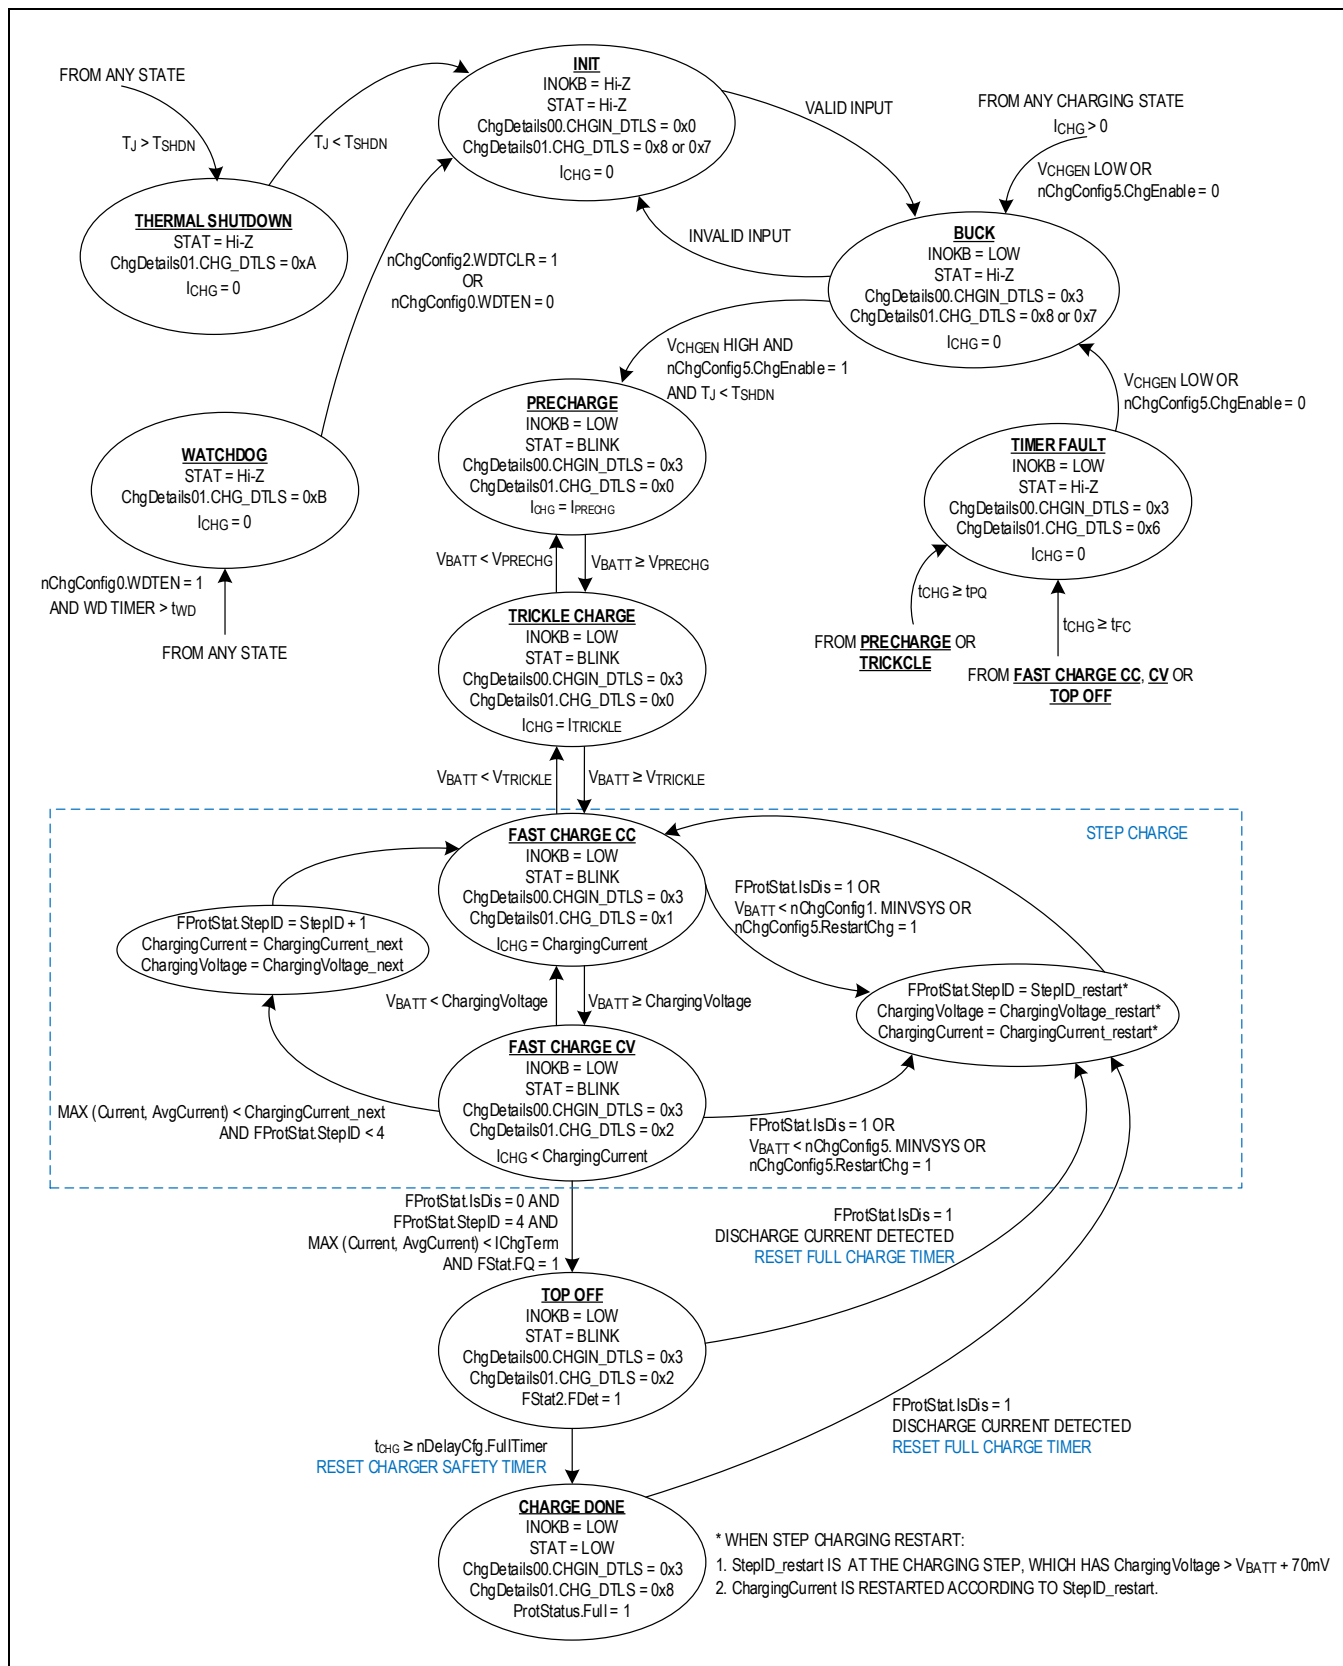 FROM ANY STATE
TJ > TSHDN
TJ < TSHDN
INIT
INOKB = Hi-Z
STAT = Hi-Z
ChgDetails00.CHGIN_DTLS = 0x0
ChgDetails01.CHG_DTLS = 0x8 or 0x7
ICHG = 0
VALID INPUT
FROM ANY CHARGING STATE
ICHG > 0
VCHGEN LOW OR
nChgConfig5.ChgEnable = 0
THERMAL SHUTDOWN
STAT = Hi-Z
ChgDetails01.CHG_DTLS = 0xA
ICHG = 0
INVALID INPUT
BUCK
INOKB = LOW
STAT = Hi-Z
ChgDetails00.CHGIN_DTLS = 0x3
ChgDetails01.CHG_DTLS = 0x8 or 0x7
ICHG = 0
nChgConfig2.WDTCLR = 1
OR
nChgConfig0.WDTEN = 0
VCHGEN HIGH AND
nChgConfig5.ChgEnable = 1
AND TJ < TSHDN
VCHGEN LOW OR
nChgConfig5.ChgEnable = 0
PRECHARGE
INOKB = LOW
STAT = BLINK
ChgDetails00.CHGIN_DTLS = 0x3
ChgDetails01.CHG_DTLS = 0x0
ICHG = IPRECHG
WATCHDOG
STAT = Hi-Z
ChgDetails01.CHG_DTLS = 0xB
ICHG = 0
TIMER FAULT
INOKB = LOW
STAT = Hi-Z
ChgDetails00.CHGIN_DTLS = 0x3
ChgDetails01.CHG_DTLS = 0x6
ICHG = 0
nChgConfig0.WDTEN = 1
AND WD TIMER > tWD
FROM ANY STATE
VBATT < VPRECHG
VBATT ≥ VPRECHG
tCHG ≥ tPQ
tCHG ≥ tFC
FROM PRECHARGE OR
TRICKCLE
FROM FAST CHARGE CC, CV OR
TOP OFF
TRICKLE CHARGE
INOKB = LOW
STAT = BLINK
ChgDetails00.CHGIN_DTLS = 0x3
ChgDetails01.CHG_DTLS = 0x0
ICHG = ITRICKLE
VBATT < VTRICKLE
VBATT ≥ VTRICKLE
STEP CHARGE
FAST CHARGE CC
INOKB = LOW
STAT = BLINK
ChgDetails00.CHGIN_DTLS = 0x3
ChgDetails01.CHG_DTLS = 0x1
ICHG = ChargingCurrent
FProtStat.IsDis = 1 OR
VBATT < nChgConfig1. MINVSYS OR
nChgConfig5.RestartChg = 1
FProtStat.StepID = StepID + 1
ChargingCurrent = ChargingCurrent_next
ChargingVoltage = ChargingVoltage_next
VBATT < ChargingVoltage
VBATT ≥ ChargingVoltage
FProtStat.StepID = StepID_restart*
ChargingVoltage = ChargingVoltage_restart*
ChargingCurrent = ChargingCurrent_restart*
FAST CHARGE CV
INOKB = LOW
STAT = BLINK
ChgDetails00.CHGIN_DTLS = 0x3
ChgDetails01.CHG_DTLS = 0x2
ICHG < ChargingCurrent
MAX (Current, AvgCurrent) < ChargingCurrent_next
AND FProtStat.StepID < 4
FProtStat.IsDis = 1 OR
VBATT < nChgConfig5. MINVSYS OR
nChgConfig5.RestartChg = 1
FProtStat.IsDis = 0 AND
FProtStat.StepID = 4 AND
MAX (Current, AvgCurrent) < IChgTerm
AND FStat.FQ = 1
FProtStat.IsDis = 1
DISCHARGE CURRENT DETECTED
RESET FULL CHARGE TIMER
TOP OFF
INOKB = LOW
STAT = BLINK
ChgDetails00.CHGIN_DTLS = 0x3
ChgDetails01.CHG_DTLS = 0x2
FStat2.FDet = 1
FProtStat.IsDis = 1
DISCHARGE CURRENT DETECTED
RESET FULL CHARGE TIMER
tCHG ≥ nDelayCfg.FullTimer
RESET CHARGER SAFETY TIMER
CHARGE DONE
INOKB = LOW
STAT = LOW
ChgDetails00.CHGIN_DTLS = 0x3
ChgDetails01.CHG_DTLS = 0x8
ProtStatus.Full = 1
* WHEN STEP CHARGING RESTART:
1. StepID_restart IS AT THE CHARGING STEP, WHICH HAS ChargingVoltage > VBATT + 70mV
2. ChargingCurrent IS RESTARTED ACCORDING TO StepID_restart.